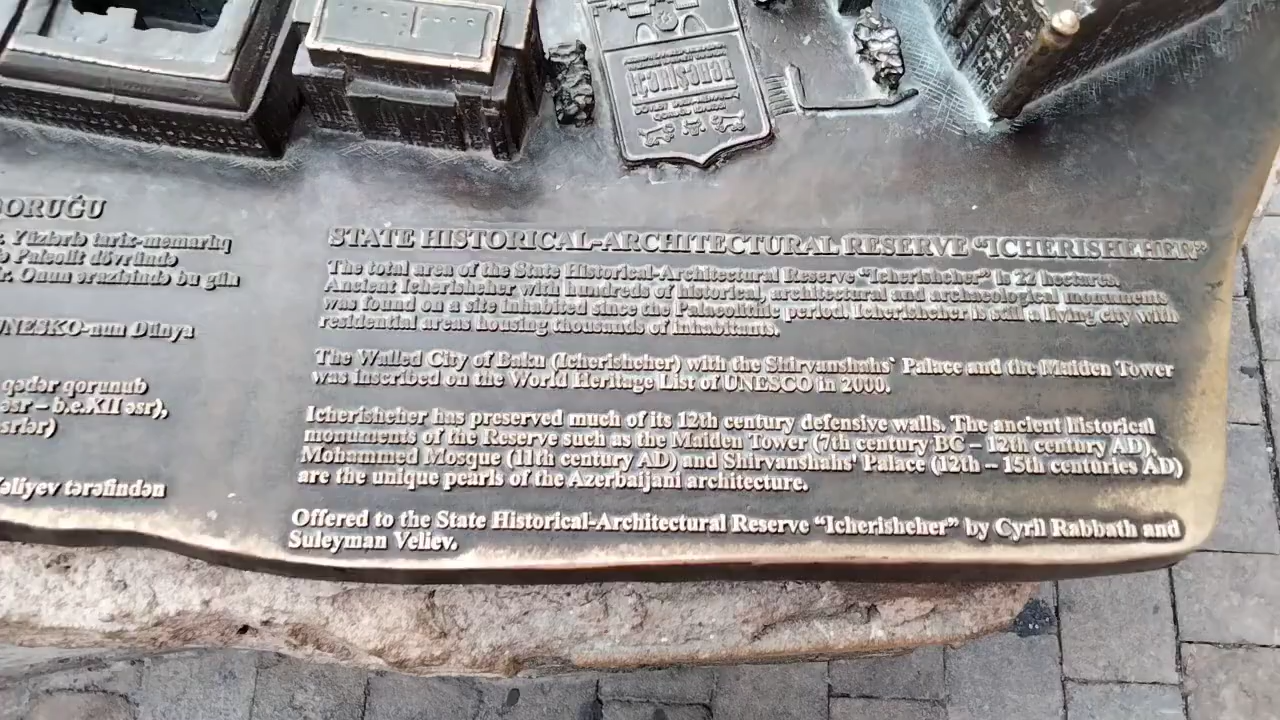 QORUĞU
Yüzlərlə tarix-memarlıq
Paleolit dövründə
Onun ərazisində bu gün
UNESKO-nun Dünya
qədər qorunub
əsr – b.e.XII əsr),
əsrlər)
Vəliyev tərəfindən
STATE HISTORICAL-ARCHITECTURAL RESERVE “ICHERISHEHER”
The total area of the State Historical-Architectural Reserve “Icherisheher” is 22 hectares.
Ancient Icherisheher with hundreds of historical, architectural and archaeological monuments
was found on a site inhabited since the Palaeolithic period. Icherisheher is still a living city with
residential areas housing thousands of inhabitants.
The Walled City of Baku (Icherisheher) with the Shirvanshahs' Palace and the Maiden Tower
was inscribed on the World Heritage List of UNESCO in 2000.
Icherisheher has preserved much of its 12th century defensive walls. The ancient historical
monuments of the Reserve such as the Maiden Tower (7th century BC – 12th century AD),
Mohammed Mosque (11th century AD) and Shirvanshahs' Palace (12th – 15th centuries AD)
are the unique pearls of the Azerbaijani architecture.
Offered to the State Historical-Architectural Reserve “Icherisheher” by Cyril Rabbath and
Suleyman Veliev.